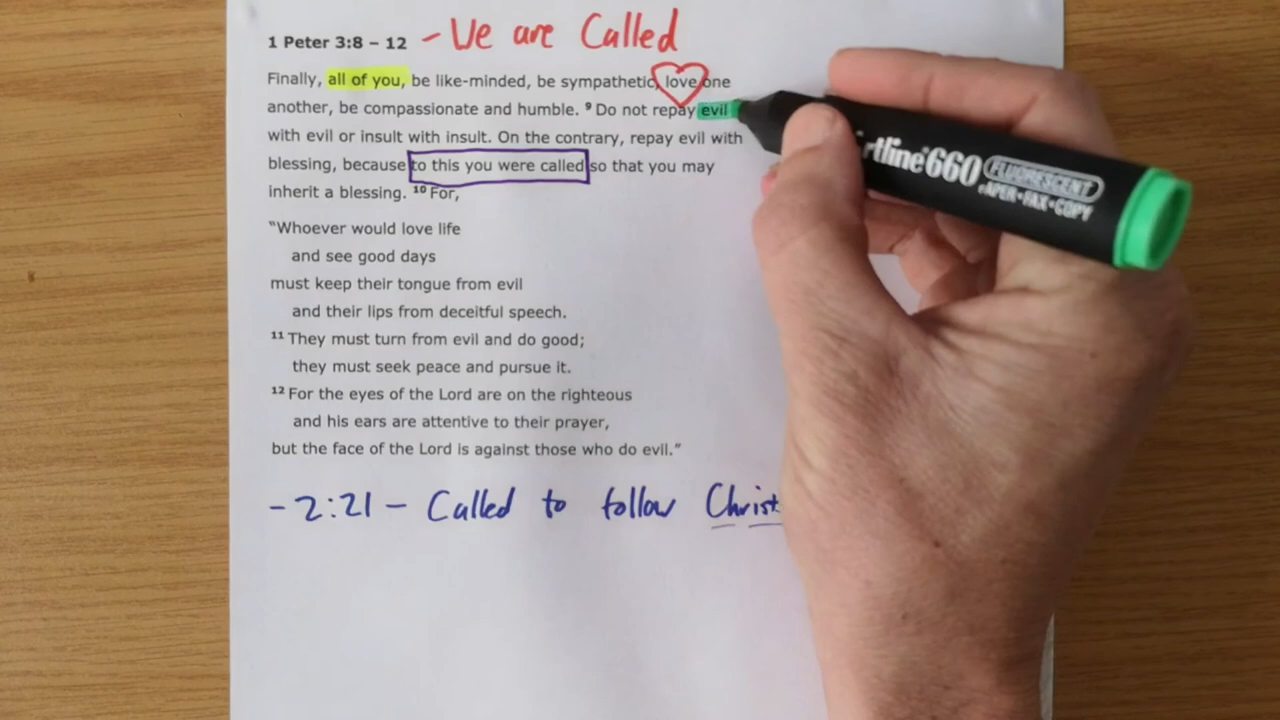 1 Peter 3:8 – 12 - We are Called
Finally, all of you, be like-minded, be sympathetic, love one
another, be compassionate and humble. ⁹ Do not repay evil
with evil or insult with insult. On the contrary, repay evil with
blessing, because to this you were called so that you may
inherit a blessing. ¹⁰ For,
“Whoever would love life
and see good days
must keep their tongue from evil
and their lips from deceitful speech.
¹¹ They must turn from evil and do good;
they must seek peace and pursue it.
¹² For the eyes of the Lord are on the righteous
and his ears are attentive to their prayer,
but the face of the Lord is against those who do evil.”
- 2:21 - Called to follow Christ
artline 660 FLUORESCENT
PAPER•FAX•COPY